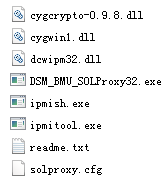 cygcrypto-0.9.8.dll
cygwin1.dll
dcwipm32.dll
DSM_BMU_SOLProxy32.exe
ipmish.exe
ipmitool.exe
readme.txt
solproxy.cfg